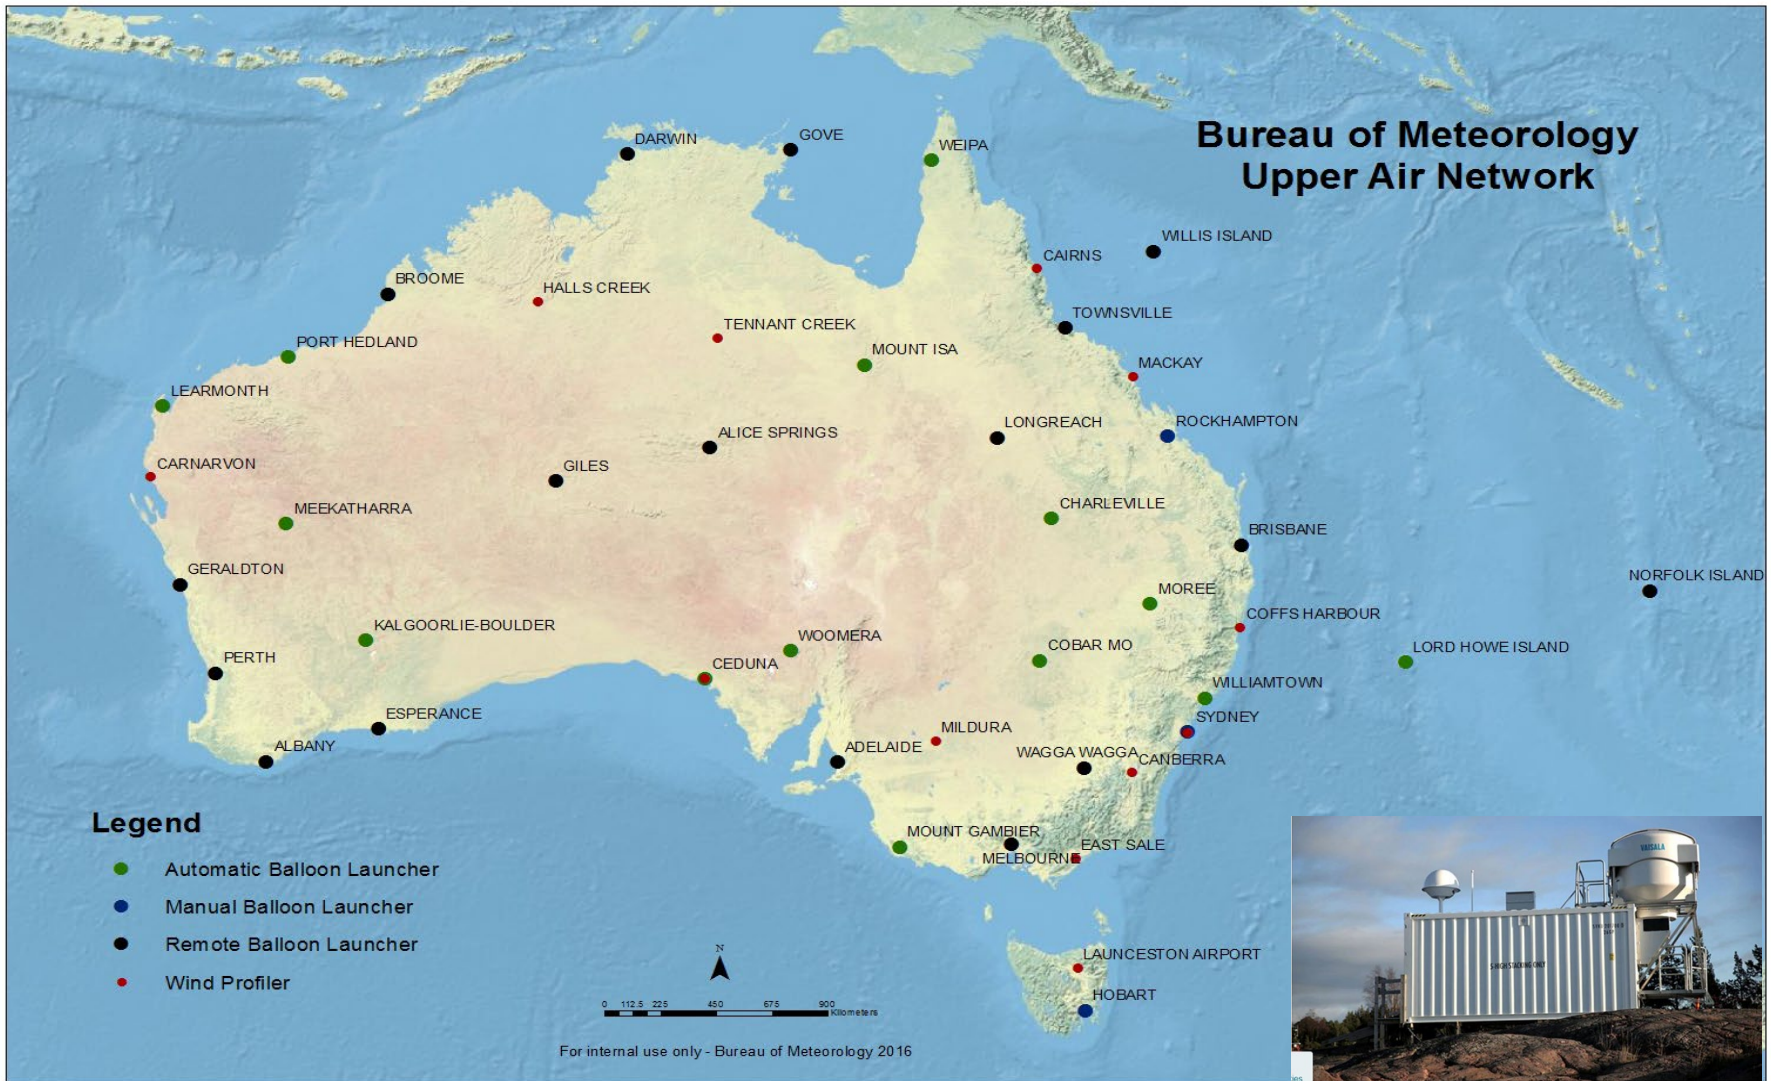 Bureau of Meteorology
Upper Air Network
DARWIN
GOVE
WEIPA
WILLIS ISLAND
CAIRNS
BROOME
HALLS CREEK
TOWNSVILLE
TENNANT CREEK
PORT HEDLAND
MOUNT ISA
MACKAY
LEARMONTH
LONGREACH
ROCKHAMPTON
ALICE SPRINGS
CARNARVON
GILES
MEEKATHARRA
CHARLEVILLE
BRISBANE
GERALDTON
NORFOLK ISLAND
MOREE
COFFS HARBOUR
KALGOORLIE-BOULDER
WOOMERA
COBAR MO
LORD HOWE ISLAND
PERTH
CEDUNA
WILLIAMTOWN
ESPERANCE
SYDNEY
MILDURA
ALBANY
ADELAIDE
WAGGA WAGGA
CANBERRA
MOUNT GAMBIER
EAST SALE
MELBOURNE
LAUNCESTON AIRPORT
HOBART
Legend
Automatic Balloon Launcher
Manual Balloon Launcher
Remote Balloon Launcher
Wind Profiler
N
0 112.5 225 450 675 900
Kilometers
For internal use only - Bureau of Meteorology 2016
VAISALA
5-HIGH STACKING ONLY